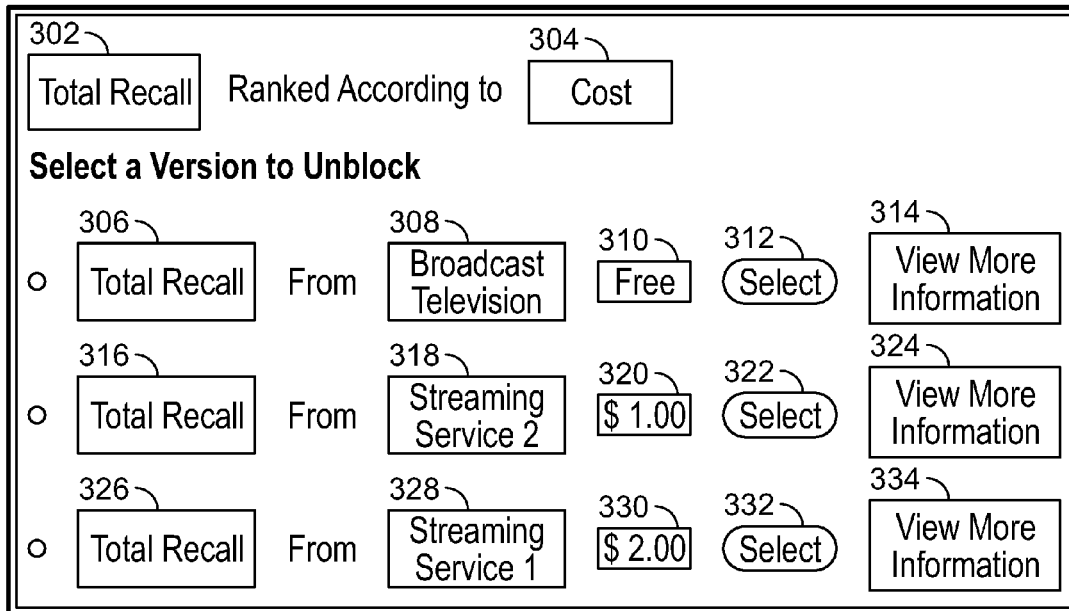 302
304
Total Recall Ranked According to Cost
Select a Version to Unblock
306 308 310 312 314
Total Recall From Broadcast Television Free Select View More Information
316 318 320 322 324
Total Recall From Streaming Service 2 $ 1.00 Select View More Information
326 328 330 332 334
Total Recall From Streaming Service 1 $ 2.00 Select View More Information